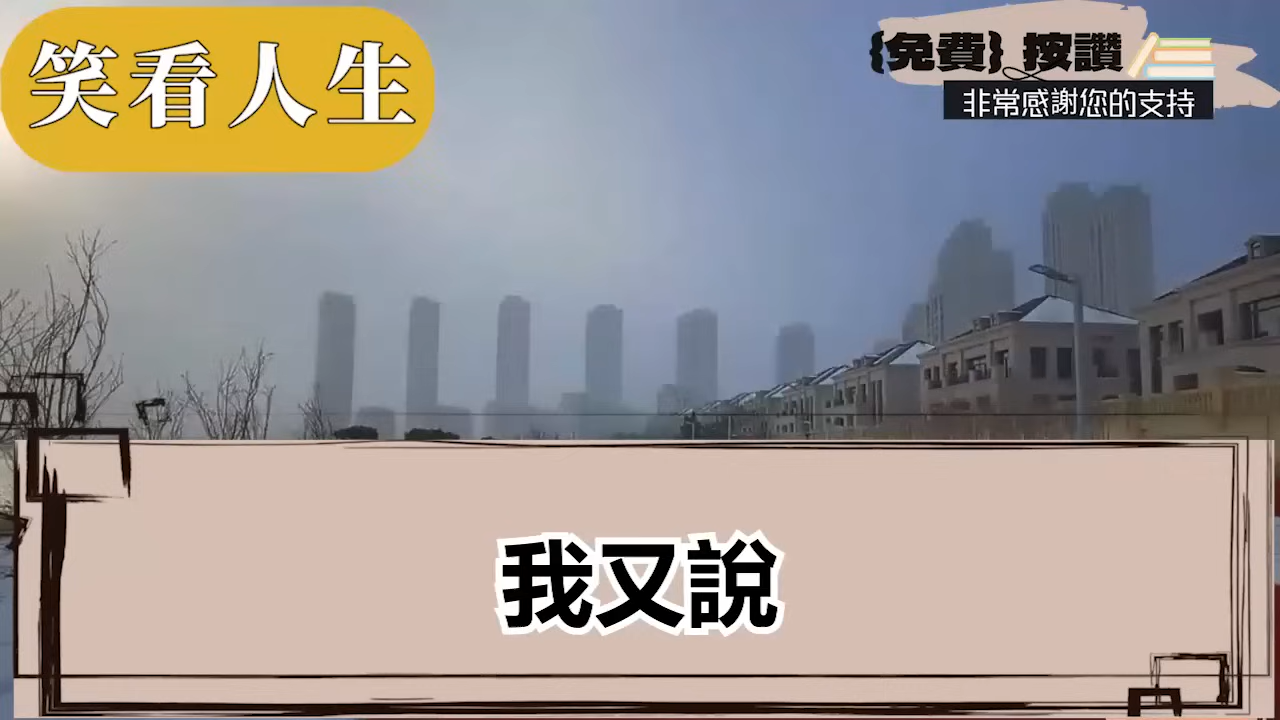 笑看人生
{免費} 按讚
非常感謝您的支持
我又說